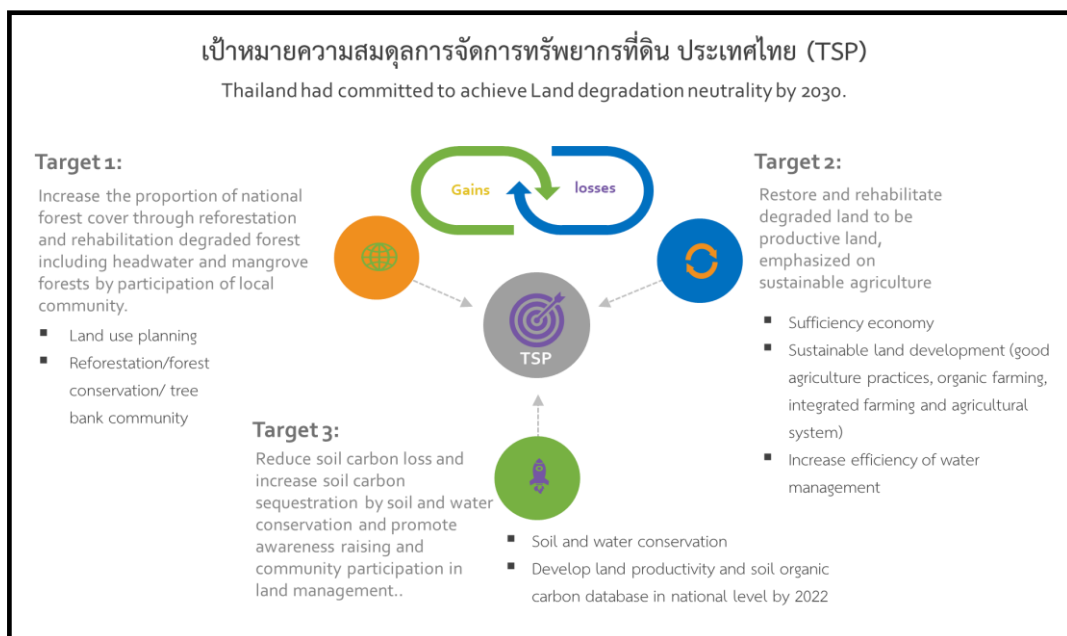 เป้าหมายความสมดุลการจัดการทรัพยากรที่ดิน ประเทศไทย (TSP)
Thailand had committed to achieve Land degradation neutrality by 2030.
Target 1:
Increase the proportion of national
forest cover through reforestation
and rehabilitation degraded forest
including headwater and mangrove
forests by participation of local
community.
▪ Land use planning
▪ Reforestation/forest
conservation/ tree
bank community
Gains
losses
TSP
Target 2:
Restore and rehabilitate
degraded land to be
productive land,
emphasized on
sustainable agriculture
▪ Sufficiency economy
▪ Sustainable land development (good
agriculture practices, organic farming,
integrated farming and agricultural
system)
▪ Increase efficiency of water
management
Target 3:
Reduce soil carbon loss and
increase soil carbon
sequestration by soil and water
conservation and promote
awareness raising and
community participation in
land management..
▪ Soil and water conservation
▪ Develop land productivity and soil organic
carbon database in national level by 2022